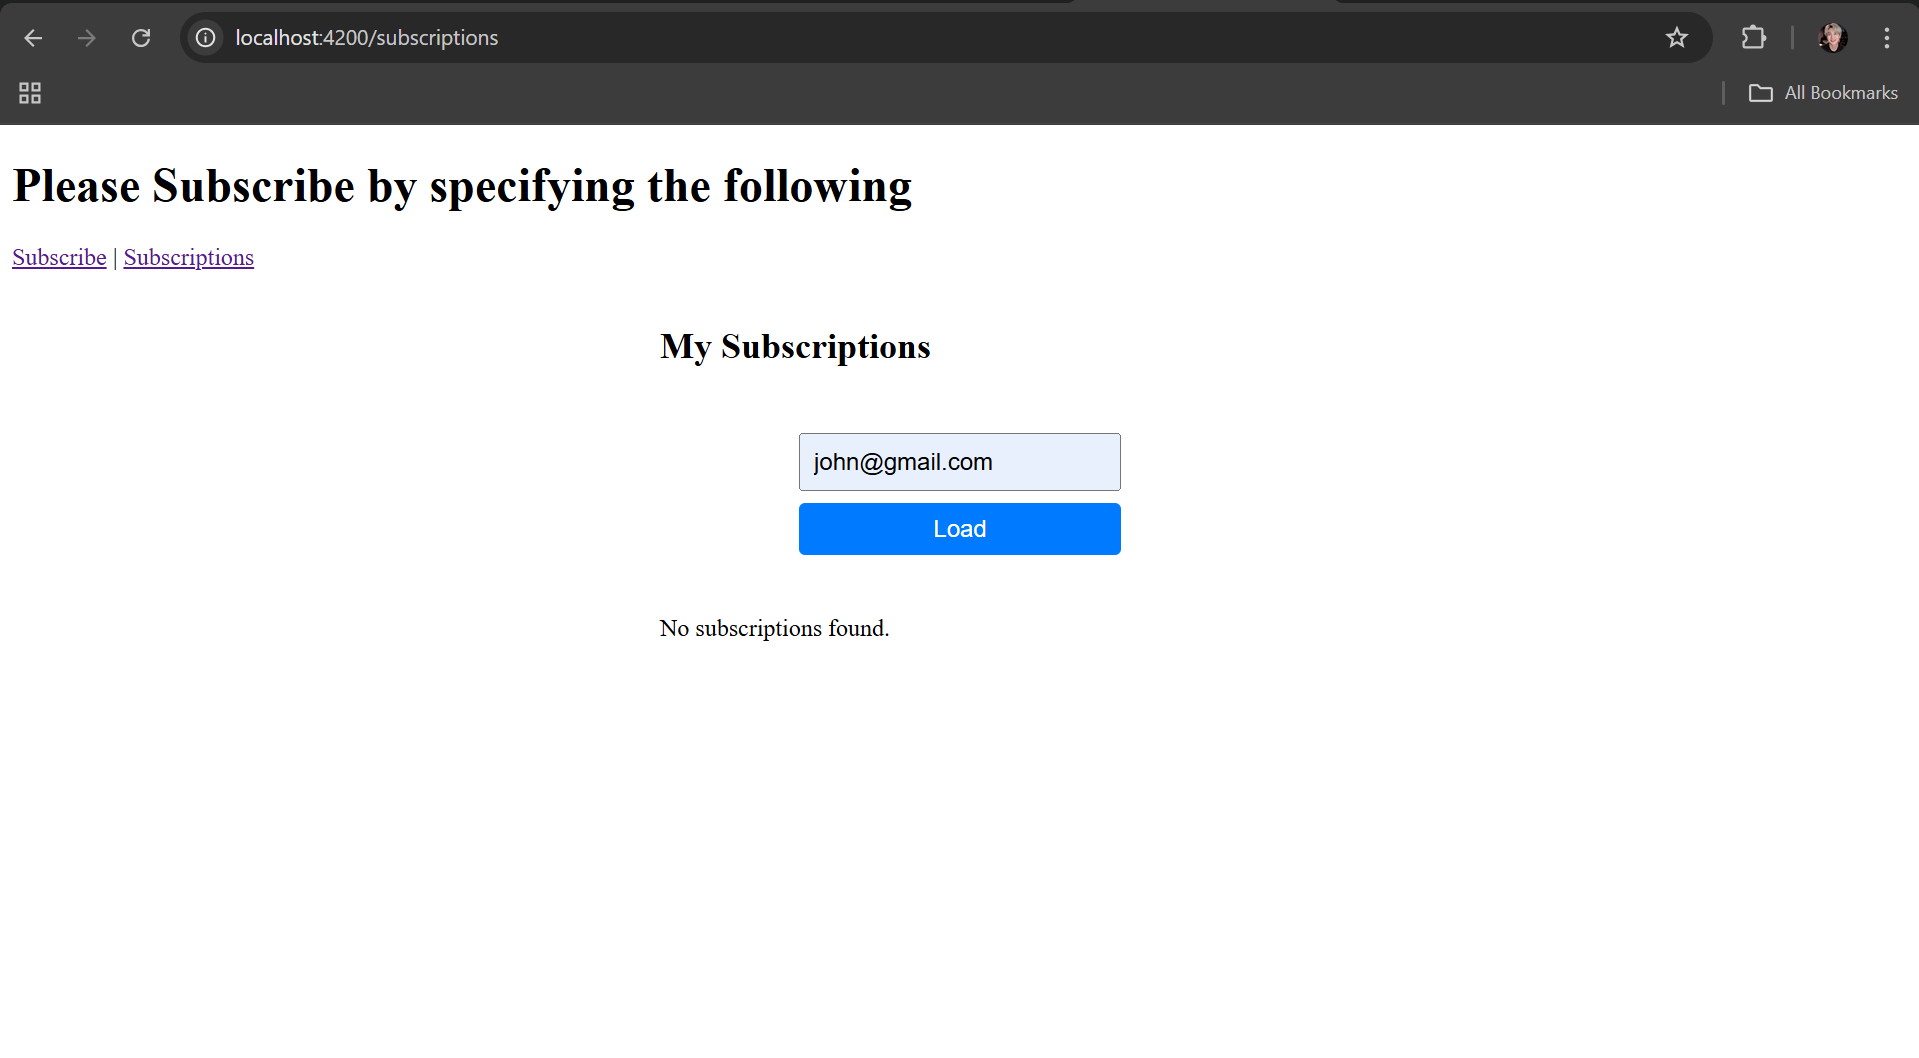 localhost:4200/subscriptions
All Bookmarks
Please Subscribe by specifying the following
Subscribe | Subscriptions
My Subscriptions
john@gmail.com
Load
No subscriptions found.